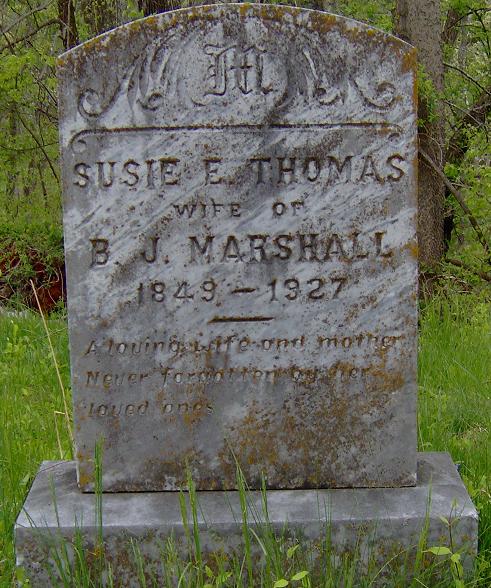 M
SUSIE E. THOMAS
WIFE OF
B. J. MARSHALL
1849 – 1927
A loving wife and mother
Never forgotten by her
loved ones